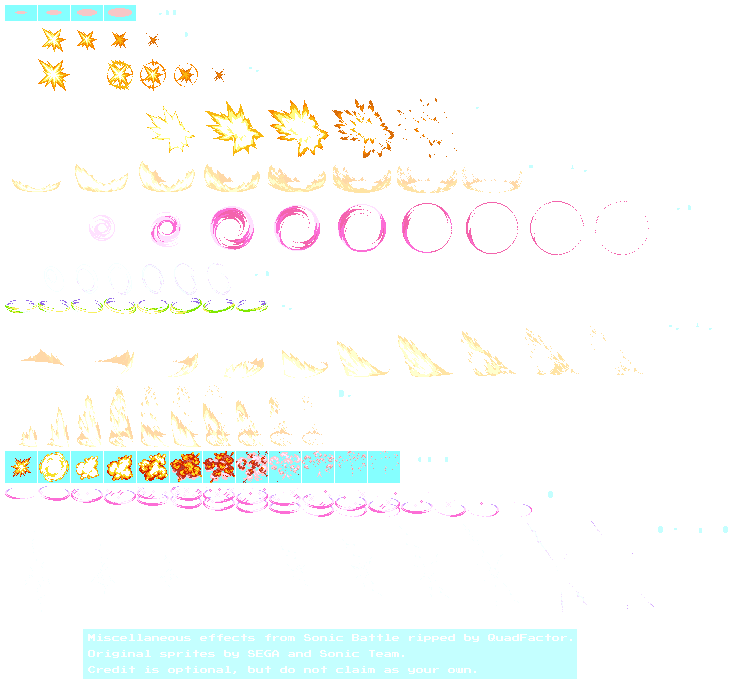 Miscellaneous effects from Sonic Battle ripped by QuadFactor.
Original sprites by SEGA and Sonic Team.
Credit is optional, but do not claim as your own.